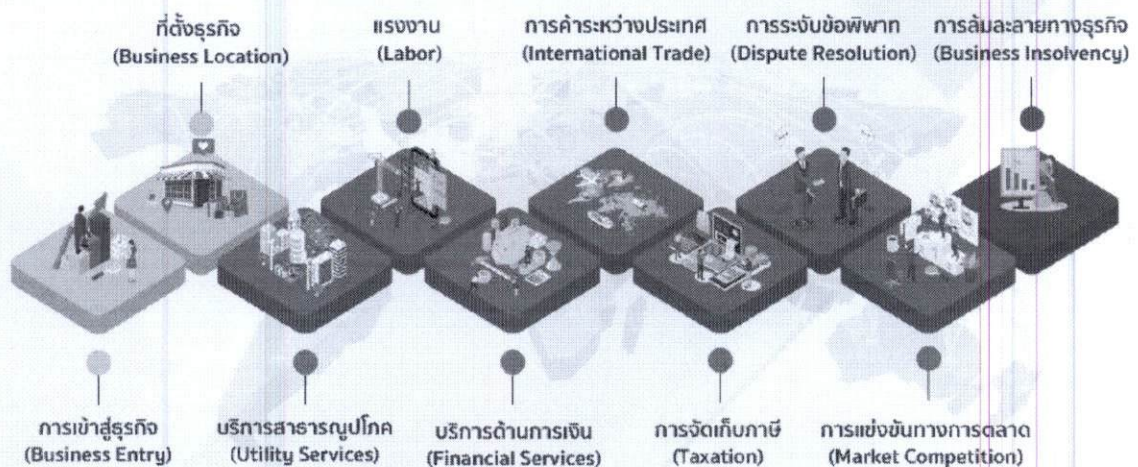 ที่ตั้งธุรกิจ
(Business Location)
แรงงาน
(Labor)
การค้าระหว่างประเทศ
(International Trade)
การระงับข้อพิพาท
(Dispute Resolution)
การล้มละลายทางธุรกิจ
(Business Insolvency)
การเข้าสู่ธุรกิจ
(Business Entry)
บริการสาธารณูปโภค
(Utility Services)
บริการด้านการเงิน
(Financial Services)
การจัดเก็บภาษี
(Taxation)
การแข่งขันทางการตลาด
(Market Competition)